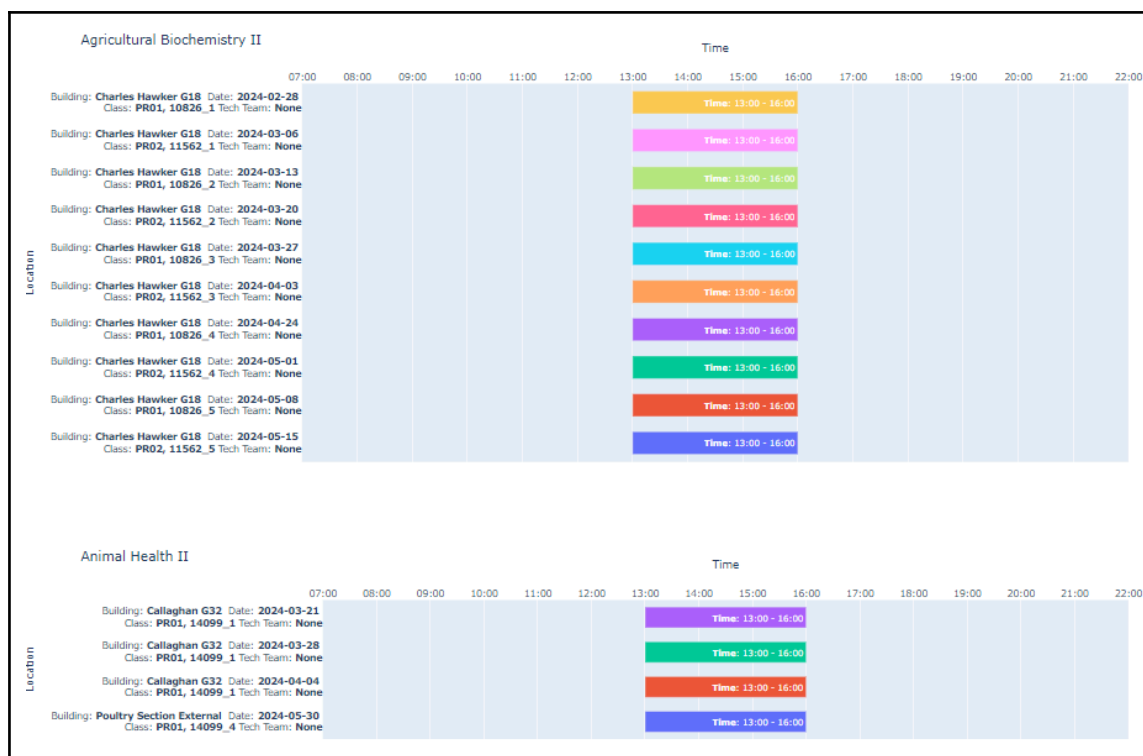 Agricultural Biochemistry II
Time
07:00 08:00 09:00 10:00 11:00 12:00 13:00 14:00 15:00 16:00 17:00 18:00 19:00 20:00 21:00 22:00
Location
Building: Charles Hawker G18 Date: 2024-02-28
Class: PR01, 10826_1 Tech Team: None
Time: 13:00 - 16:00
Building: Charles Hawker G18 Date: 2024-03-06
Class: PR02, 11562_1 Tech Team: None
Time: 13:00 - 16:00
Building: Charles Hawker G18 Date: 2024-03-13
Class: PR01, 10826_2 Tech Team: None
Time: 13:00 - 16:00
Building: Charles Hawker G18 Date: 2024-03-20
Class: PR02, 11562_2 Tech Team: None
Time: 13:00 - 16:00
Building: Charles Hawker G18 Date: 2024-03-27
Class: PR01, 10826_3 Tech Team: None
Time: 13:00 - 16:00
Building: Charles Hawker G18 Date: 2024-04-03
Class: PR02, 11562_3 Tech Team: None
Time: 13:00 - 16:00
Building: Charles Hawker G18 Date: 2024-04-24
Class: PR01, 10826_4 Tech Team: None
Time: 13:00 - 16:00
Building: Charles Hawker G18 Date: 2024-05-01
Class: PR02, 11562_4 Tech Team: None
Time: 13:00 - 16:00
Building: Charles Hawker G18 Date: 2024-05-08
Class: PR01, 10826_5 Tech Team: None
Time: 13:00 - 16:00
Building: Charles Hawker G18 Date: 2024-05-15
Class: PR02, 11562_5 Tech Team: None
Time: 13:00 - 16:00
Animal Health II
Time
07:00 08:00 09:00 10:00 11:00 12:00 13:00 14:00 15:00 16:00 17:00 18:00 19:00 20:00 21:00 22:00
Location
Building: Callaghan G32 Date: 2024-03-21
Class: PR01, 14099_1 Tech Team: None
Time: 13:00 - 16:00
Building: Callaghan G32 Date: 2024-03-28
Class: PR01, 14099_1 Tech Team: None
Time: 13:00 - 16:00
Building: Callaghan G32 Date: 2024-04-04
Class: PR01, 14099_1 Tech Team: None
Time: 13:00 - 16:00
Building: Poultry Section External Date: 2024-05-30
Class: PR01, 14099_4 Tech Team: None
Time: 13:00 - 16:00